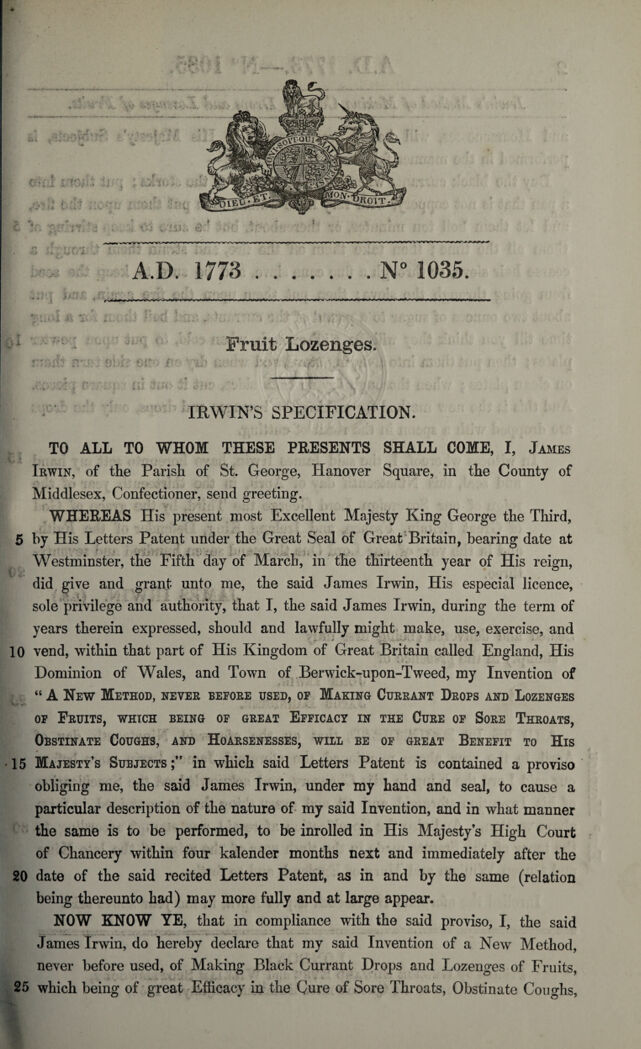 DIEU·ET MON·DROIT
A.D. 1773 . . . . . . . N° 1035.
Fruit Lozenges.
IRWIN'S SPECIFICATION.
TO ALL TO WHOM THESE PRESENTS SHALL COME, I, JAMES
IRWIN, of the Parish of St. George, Hanover Square, in the County of
Middlesex, Confectioner, send greeting.
WHEREAS His present most Excellent Majesty King George the Third,
5 by His Letters Patent under the Great Seal of Great Britain, bearing date at
Westminster, the Fifth day of March, in the thirteenth year of His reign,
did give and grant unto me, the said James Irwin, His especial licence,
sole privilege and authority, that I, the said James Irwin, during the term of
years therein expressed, should and lawfully might make, use, exercise, and
10 vend, within that part of His Kingdom of Great Britain called England, His
Dominion of Wales, and Town of Berwick-upon-Tweed, my Invention of
"A NEW METHOD, NEVER BEFORE USED, OF MAKING CURRANT DROPS AND LOZENGES
OF FRUITS, WHICH BEING OF GREAT EFFICACY IN THE CURE OF SORE THROATS,
OBSTINATE COUGHS, AND HOARSENESSES, WILL BE OF GREAT BENEFIT TO HIS
15 MAJESTY'S SUBJECTS;" in which said Letters Patent is contained a proviso
obliging me, the said James Irwin, under my hand and seal, to cause a
particular description of the nature of my said Invention, and in what manner
the same is to be performed, to be inrolled in His Majesty's High Court
of Chancery within four kalender months next and immediately after the
20 date of the said recited Letters Patent, as in and by the same (relation
being thereunto had) may more fully and at large appear.
NOW KNOW YE, that in compliance with the said proviso, I, the said
James Irwin, do hereby declare that my said Invention of a New Method,
never before used, of Making Black Currant Drops and Lozenges of Fruits,
25 which being of great Efficacy in the Cure of Sore Throats, Obstinate Coughs,